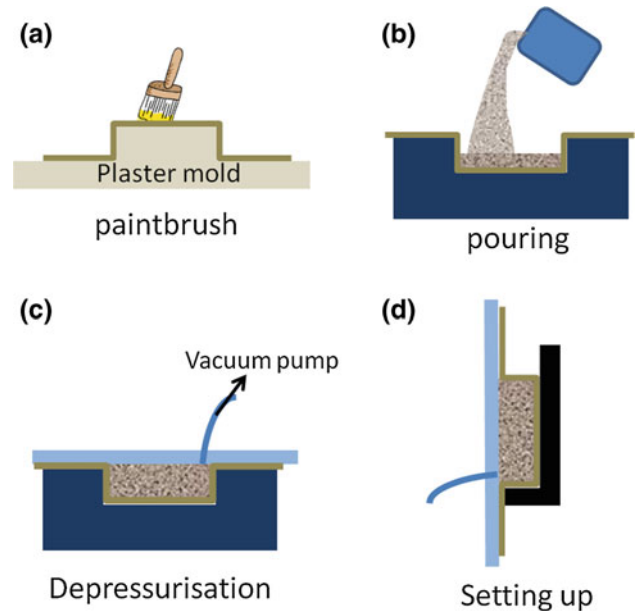 (a)
Plaster mold
paintbrush
(b)
pouring
(c)
Vacuum pump
Depressurisation
(d)
Setting up